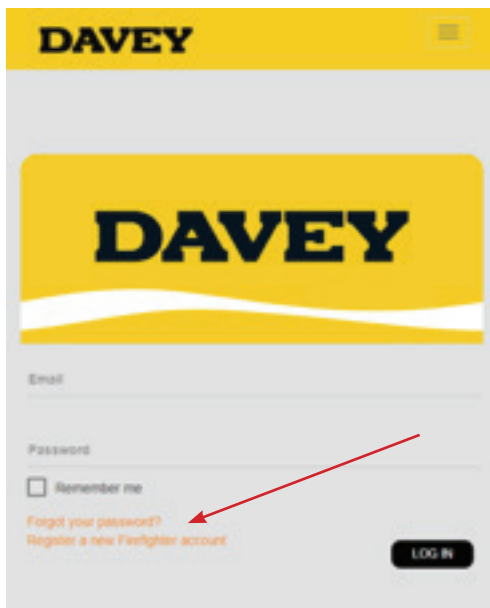 DAVEY
DAVEY
Email
Password
Remember me
Forgot your password?
Register a new Firefighter account
LOG IN